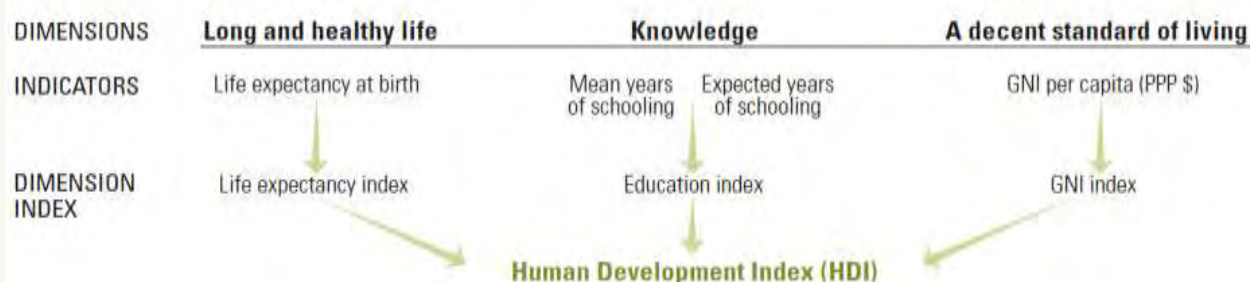 DIMENSIONS Long and healthy life Knowledge A decent standard of living
INDICATORS Life expectancy at birth Mean years of schooling Expected years of schooling GNI per capita (PPP $)
DIMENSION INDEX Life expectancy index Education index GNI index
Human Development Index (HDI)